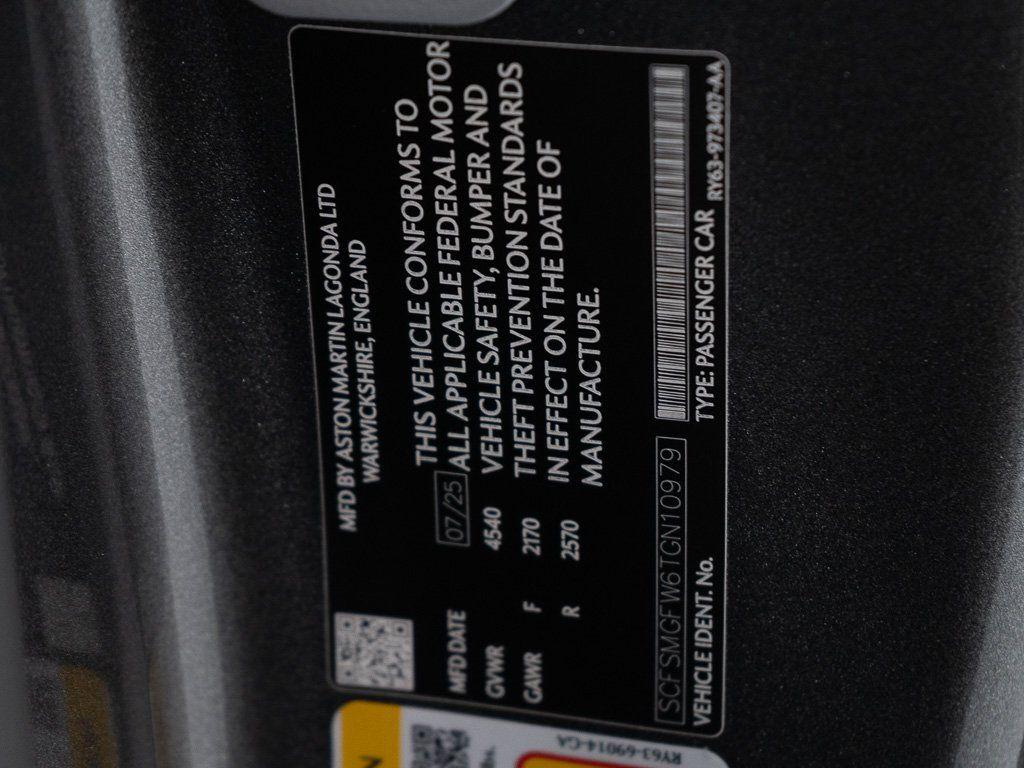 MFD BY ASTON MARTIN LAGONDA LTD
WARWICKSHIRE, ENGLAND
THIS VEHICLE CONFORMS TO
MFD DATE 07/25 ALL APPLICABLE FEDERAL MOTOR
GVWR 4540 VEHICLE SAFETY, BUMPER AND
GAWR F 2170 THEFT PREVENTION STANDARDS
R 2570 IN EFFECT ON THE DATE OF
MANUFACTURE.
SCFSMGFW6TGN10979
VEHICLE IDENT. No. TYPE: PASSENGER CAR RY63-973407-AA
RY63-69014-CA